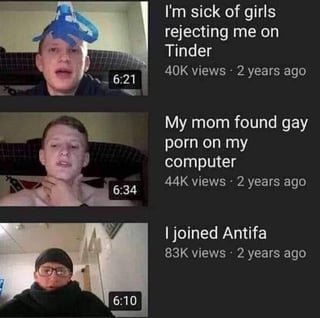 I'm sick of girls
rejecting me on
Tinder
40K views · 2 years ago
6:21
My mom found gay
porn on my
computer
44K views · 2 years ago
6:34
I joined Antifa
83K views · 2 years ago
6:10